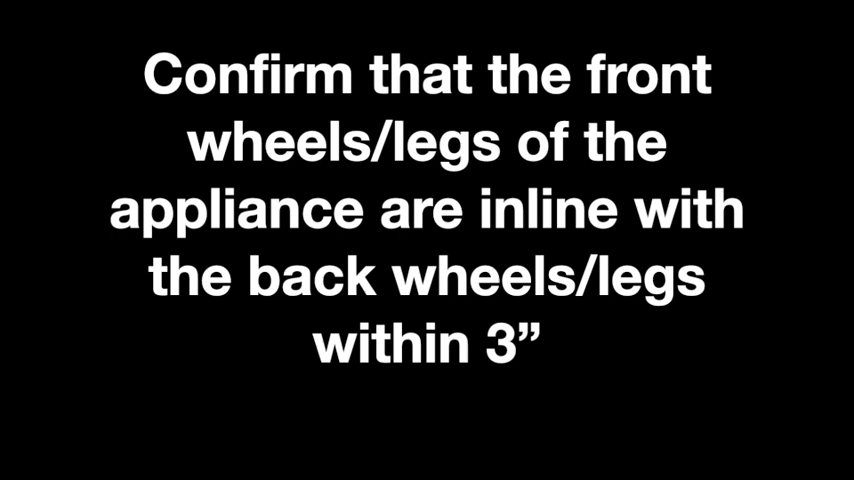 Confirm that the front
wheels/legs of the
appliance are inline with
the back wheels/legs
within 3”